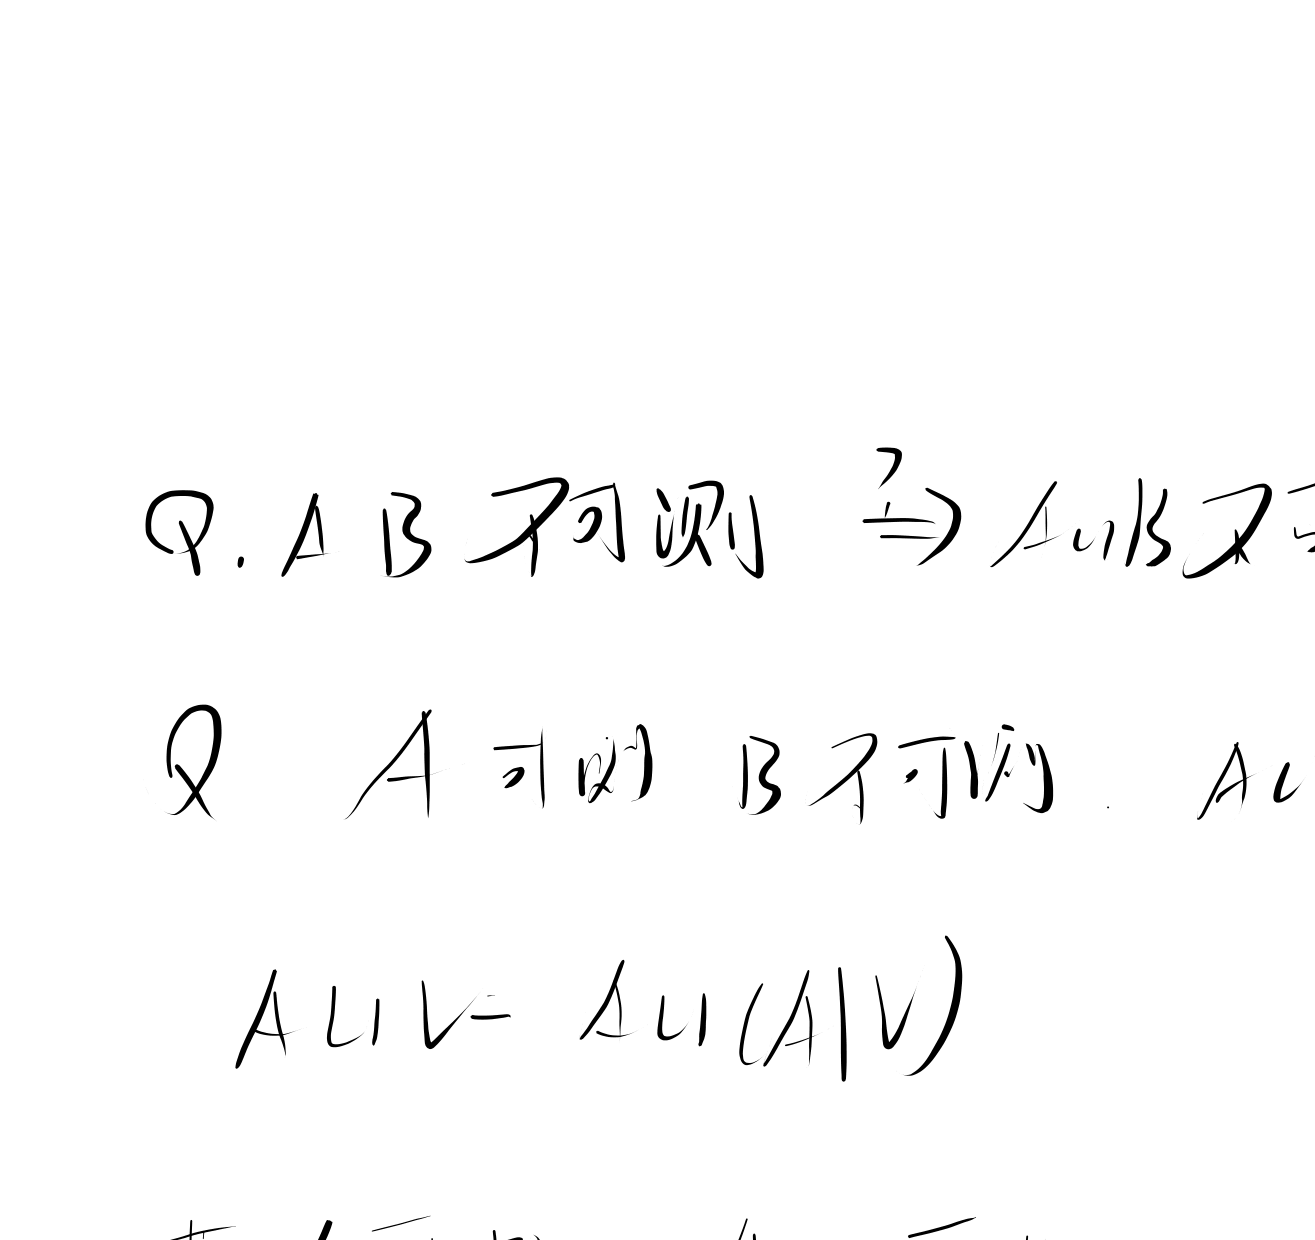 Q. A B 不可测 ?⇒ A∪B 不
Q A 可测 B 不可测. A∪
A ∪ V = A ∪ (A|V)